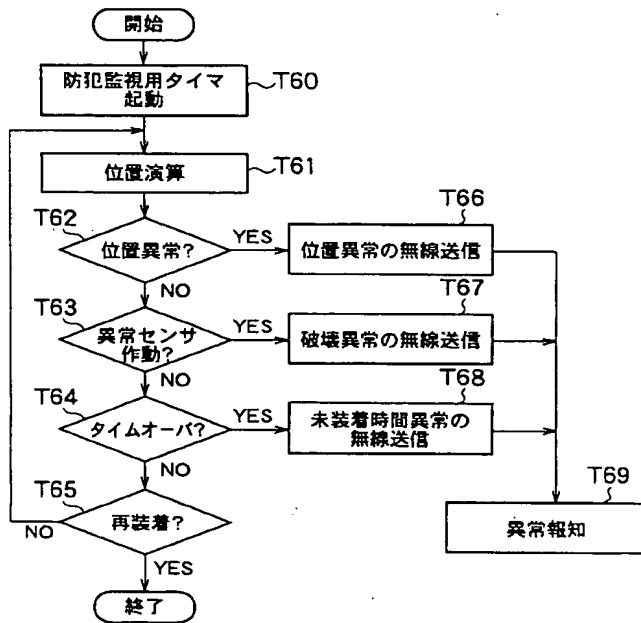 開始
防犯監視用タイマ
起動
T60
位置演算
T61
T62
位置異常?
YES
NO
T66
位置異常の無線送信
T63
異常センサ
作動?
YES
NO
T67
破壊異常の無線送信
T64
タイムオーバ?
YES
NO
T68
未装着時間異常の
無線送信
T65
再装着?
NO
YES
T69
異常報知
終了